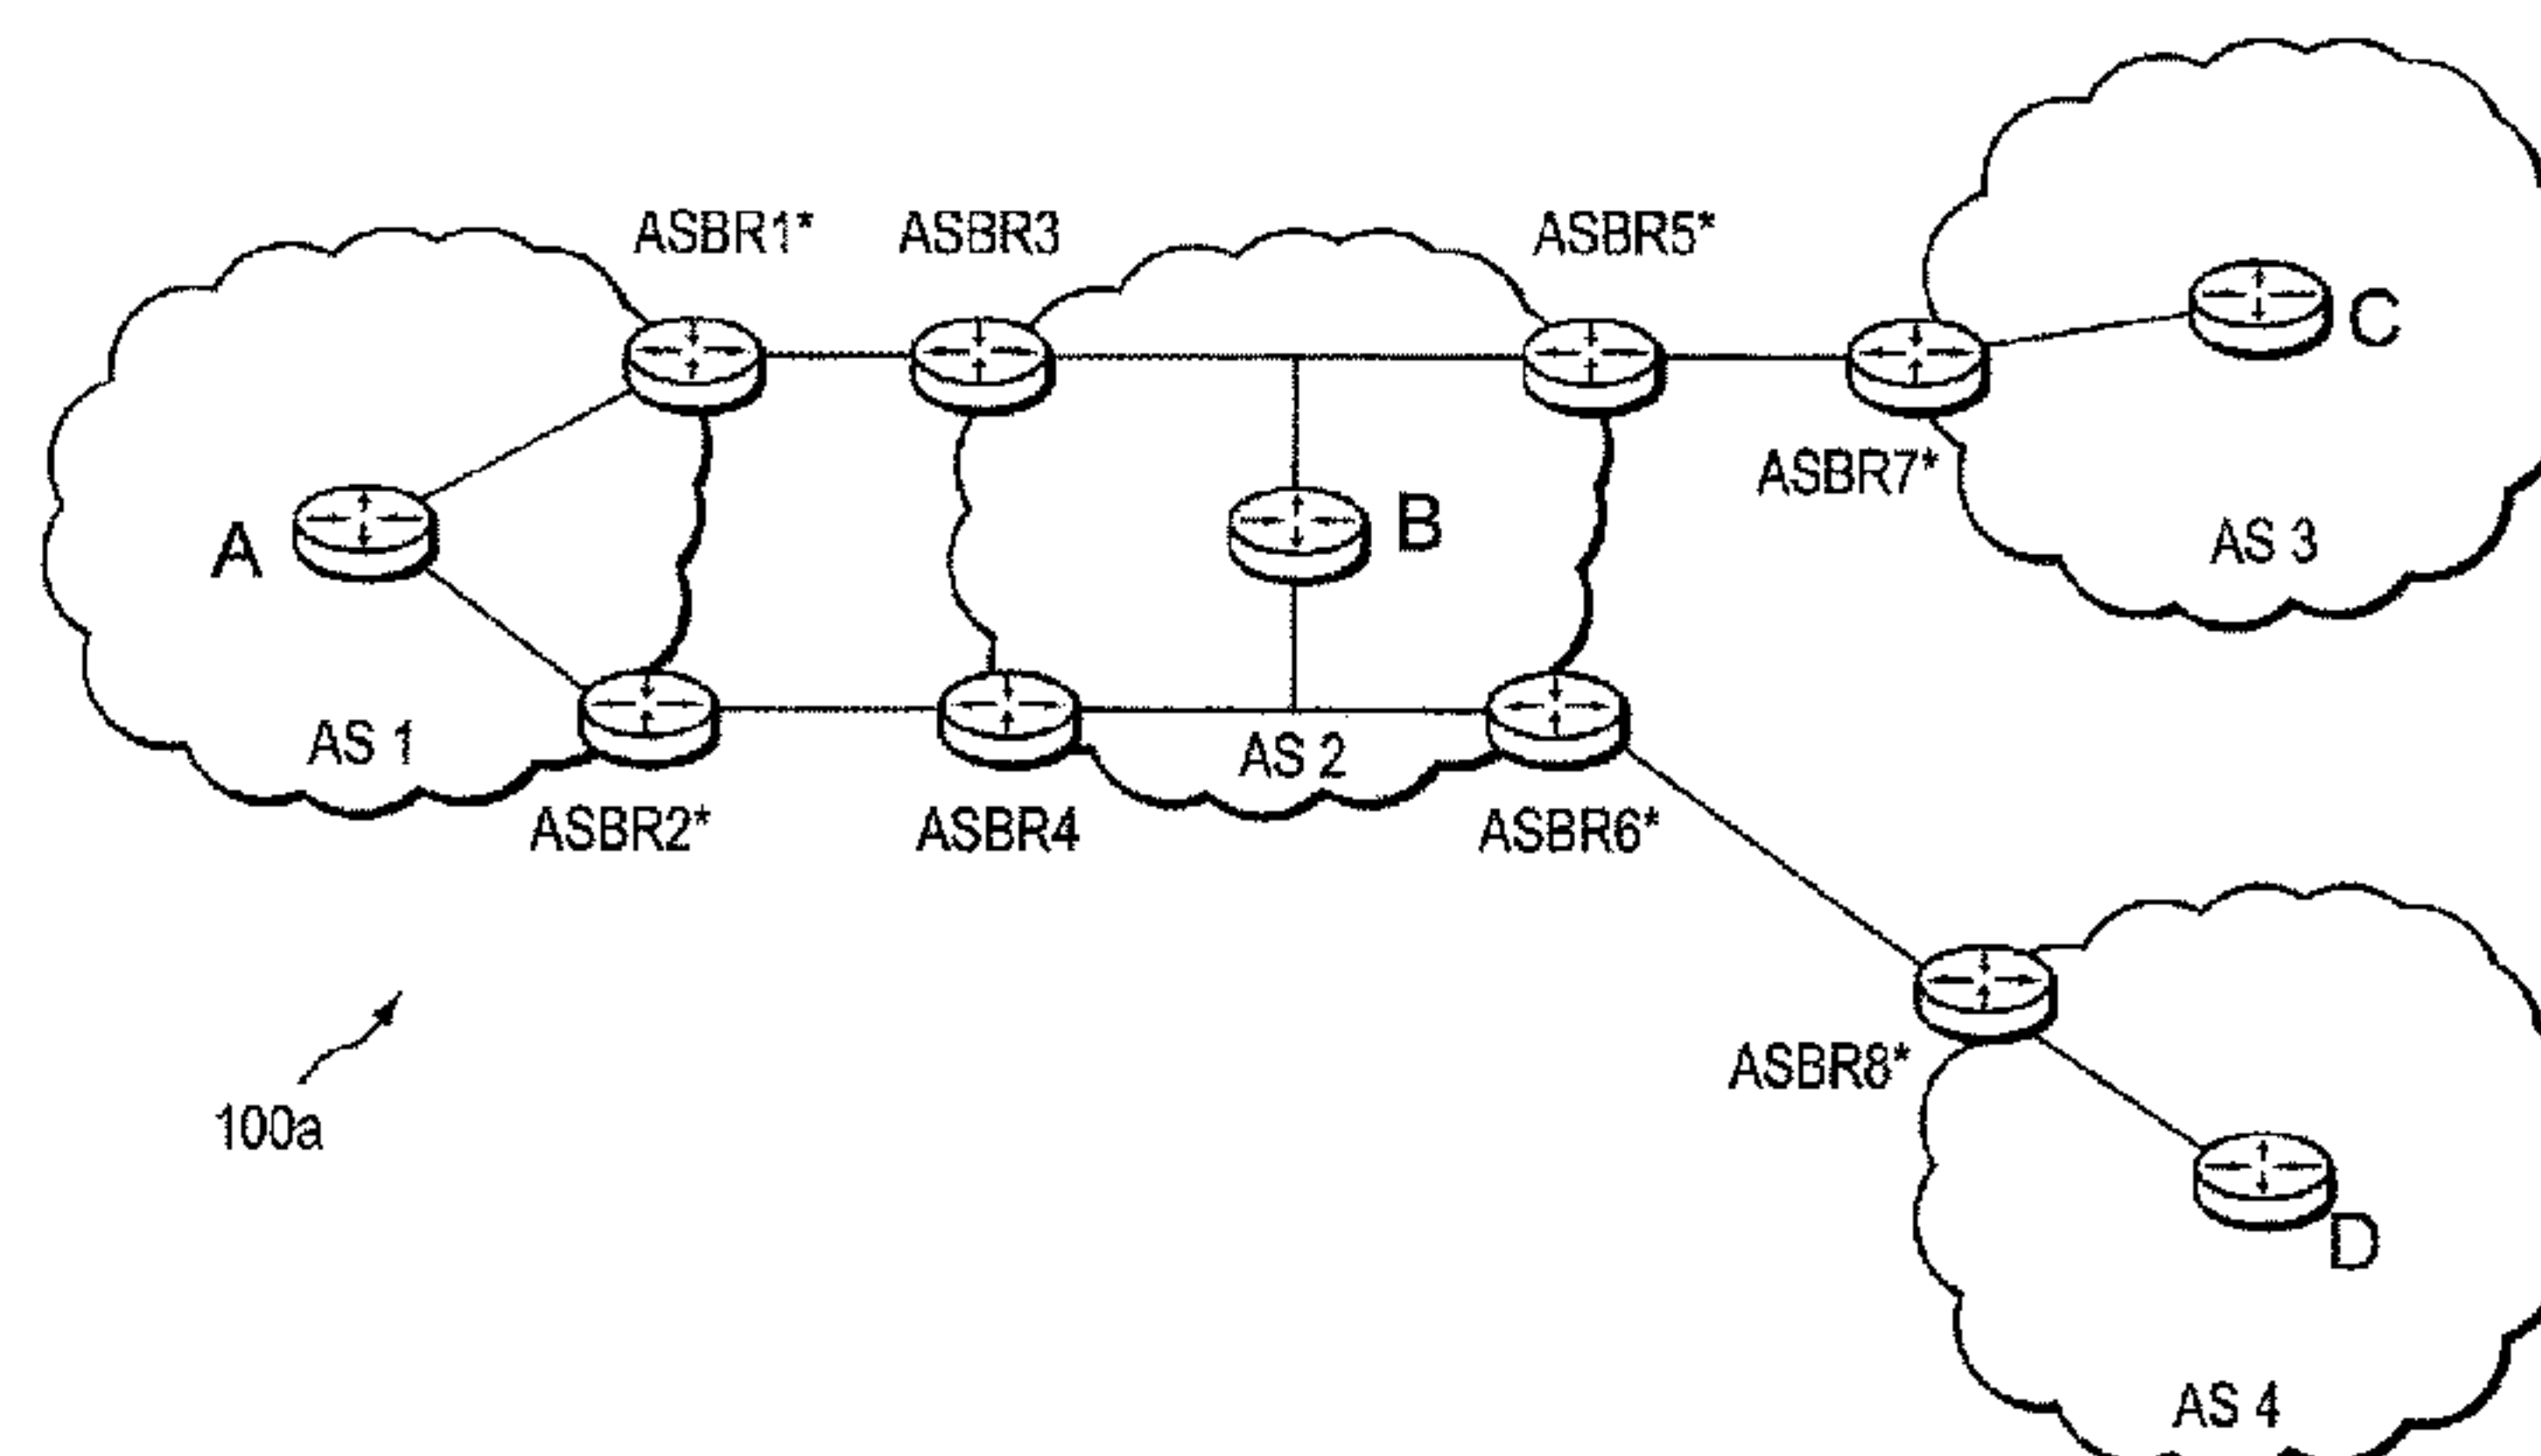 ASBR1*
ASBR3
ASBR5*
C
ASBR7*
AS 3
A
B
AS 1
AS 2
ASBR2*
ASBR4
ASBR6*
ASBR8*
100a
D
AS 4